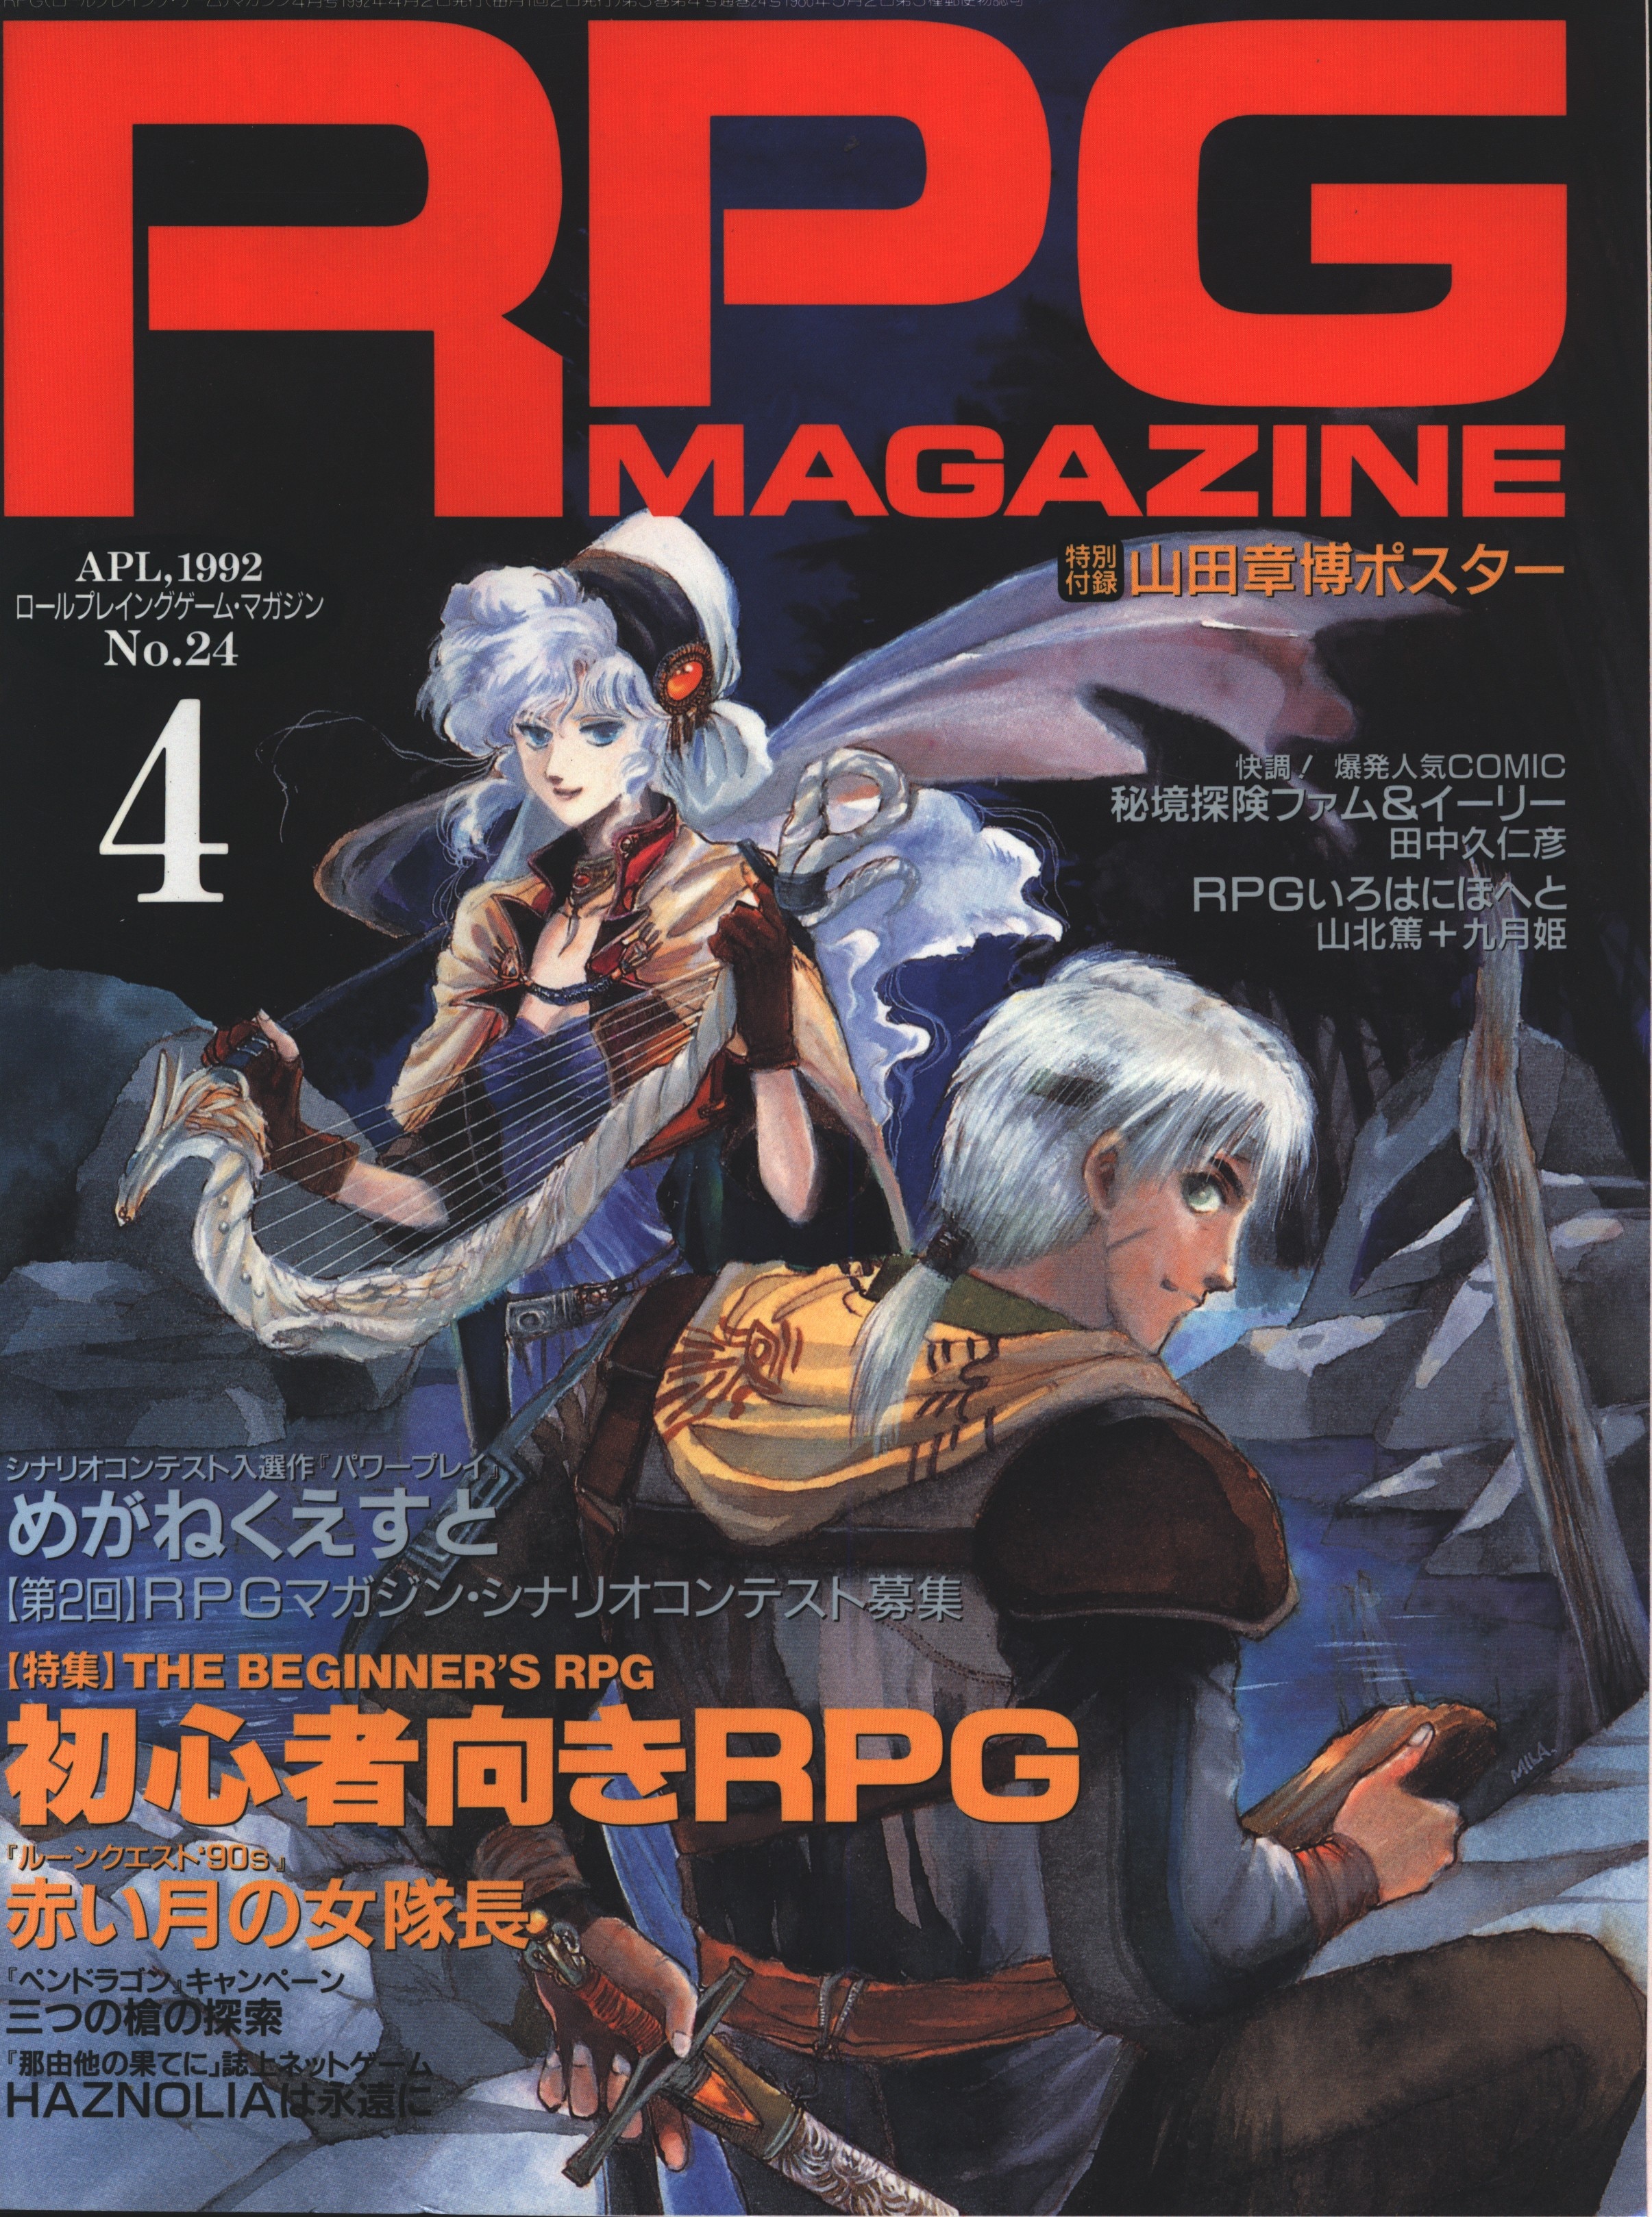 RPG
MAGAZINE
APL,1992
ロールプレイングゲーム・マガジン
No.24
4
特別付録 山田章博ポスター
快調! 爆発人気COMIC
秘境探険ファム&イーリー
田中久仁彦
RPGいろはにほへと
山北篤+九月姫
シナリオコンテスト入選作『パワープレイ』
めがねくえすと
【第2回】RPGマガジン・シナリオコンテスト募集
【特集】THE BEGINNER'S RPG
初心者向きRPG
『ルーンクエスト'90s』
赤い月の女隊長
『ペンドラゴン』キャンペーン
三つの槍の探索
『那由他の果てに」誌上ネットゲーム
HAZNOLIAは永遠に
MILA.